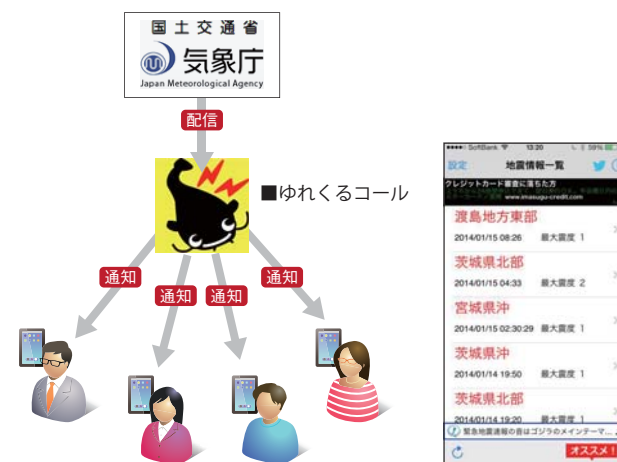 国土交通省
気象庁
Japan Meteorological Agency
配信
■ゆれくるコール
通知
通知
通知
通知
SoftBank 13:20 59%
設定 地震情報一覧
クレジットカード審査に落ちた方
www.imasugu-credit.com
渡島地方東部
2014/01/15 08:26 最大震度 1
茨城県北部
2014/01/15 04:33 最大震度 2
宮城県沖
2014/01/15 02:30:29 最大震度 1
茨城県沖
2014/01/14 19:50 最大震度 1
茨城県北部
2014/01/14 19:20 最大震度 1
緊急地震速報の音はゴジラのメインテーマ...
オススメ!